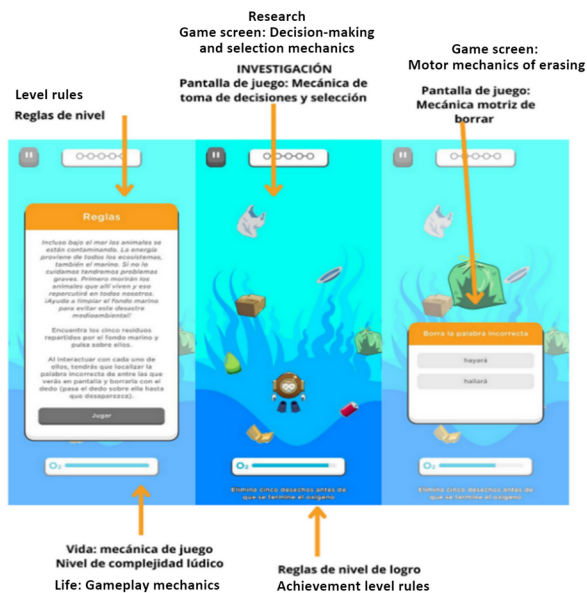 Research
Game screen: Decision-making
and selection mechanics
INVESTIGACIÓN
Pantalla de juego: Mecánica de
toma de decisiones y selección
Game screen:
Motor mechanics of erasing
Pantalla de juego:
Mecánica motriz de
borrar
Level rules
Reglas de nivel
Reglas
Incluso bajo el mar los animales se
están contaminando. La energía
proviene de todos los ecosistemas,
también el marino. Si no lo
cuidamos tendremos problemas
graves. Primero morirán los
animales que allí viven y eso
repercutirá en todos nosotros.
¡Ayuda a limpiar el fondo marino
para evitar este desastre
medioambiental!
Encuentra los cinco residuos
repartidos por el fondo marino y
pulsa sobre ellos.
Al interactuar con cada uno de
ellos, tendrás que localizar la
palabra incorrecta de entre las que
verás en pantalla y borrarla con el
dedo (pasa el dedo sobre ella hasta
que desaparezca).
Jugar
O₂
O₂
Elimina cinco desechos antes de
que se termine el oxígeno
Borra la palabra incorrecta
hayará
hallará
O₂
Vida: mecánica de juego
Nivel de complejidad lúdico
Life: Gameplay mechanics
Reglas de nivel de logro
Achievement level rules